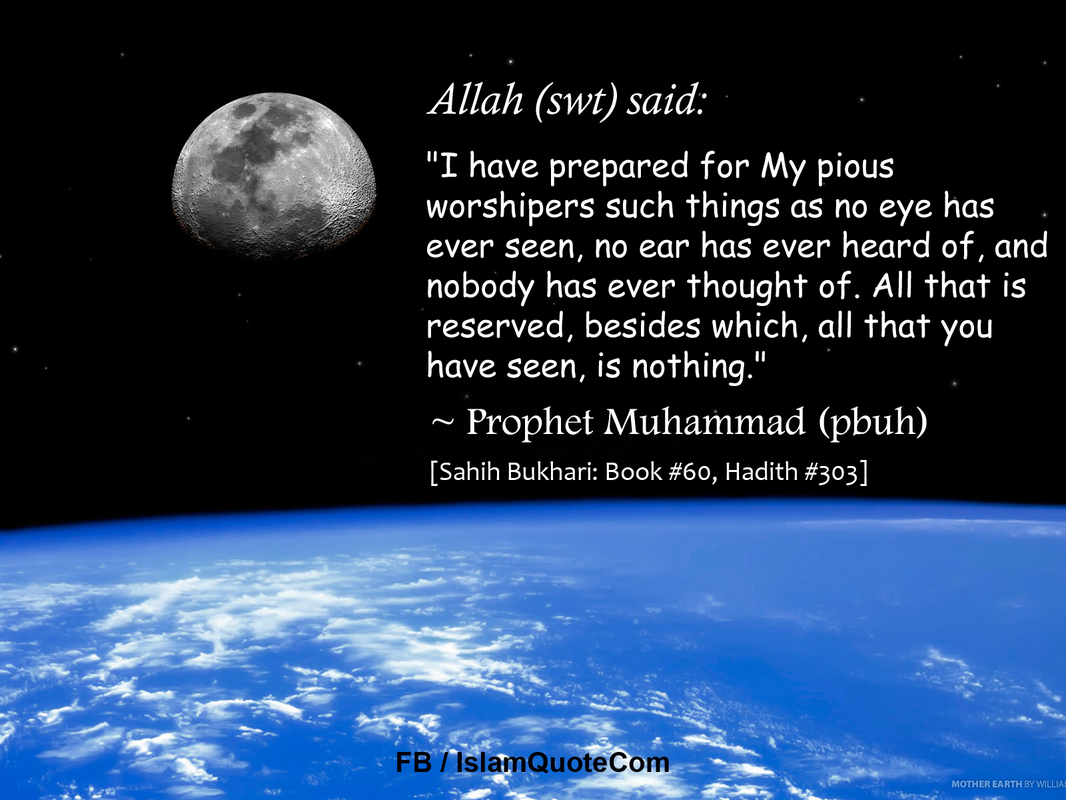 Allah (swt) said:
"I have prepared for My pious
worshipers such things as no eye has
ever seen, no ear has ever heard of, and
nobody has ever thought of. All that is
reserved, besides which, all that you
have seen, is nothing."
~ Prophet Muhammad (pbuh)
[Sahih Bukhari: Book #60, Hadith #303]
FB / IslamQuoteCom
MOTHER EARTH BY